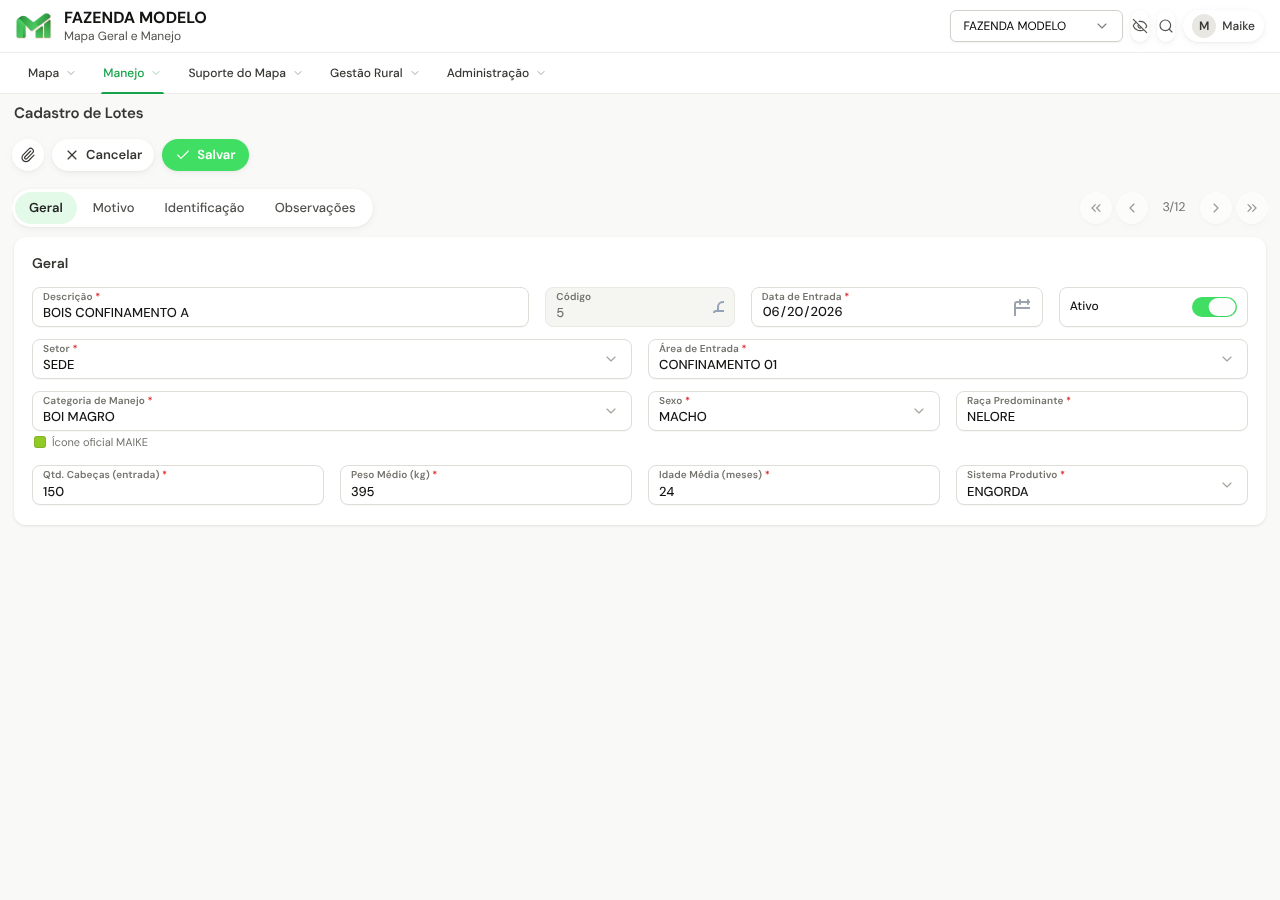 FAZENDA MODELO
Mapa Geral e Manejo
FAZENDA MODELO
M Maike
Mapa Manejo Suporte do Mapa Gestão Rural Administração
Cadastro de Lotes
Cancelar Salvar
Geral Motivo Identificação Observações
3/12
Geral
Descrição * Código Data de Entrada *
BOIS CONFINAMENTO A 5 06/20/2026 Ativo
Setor * Área de Entrada *
SEDE CONFINAMENTO 01
Categoria de Manejo * Sexo * Raça Predominante *
BOI MAGRO MACHO NELORE
Ícone oficial MAIKE
Qtd. Cabeças (entrada) * Peso Médio (kg) * Idade Média (meses) * Sistema Produtivo *
150 395 24 ENGORDA